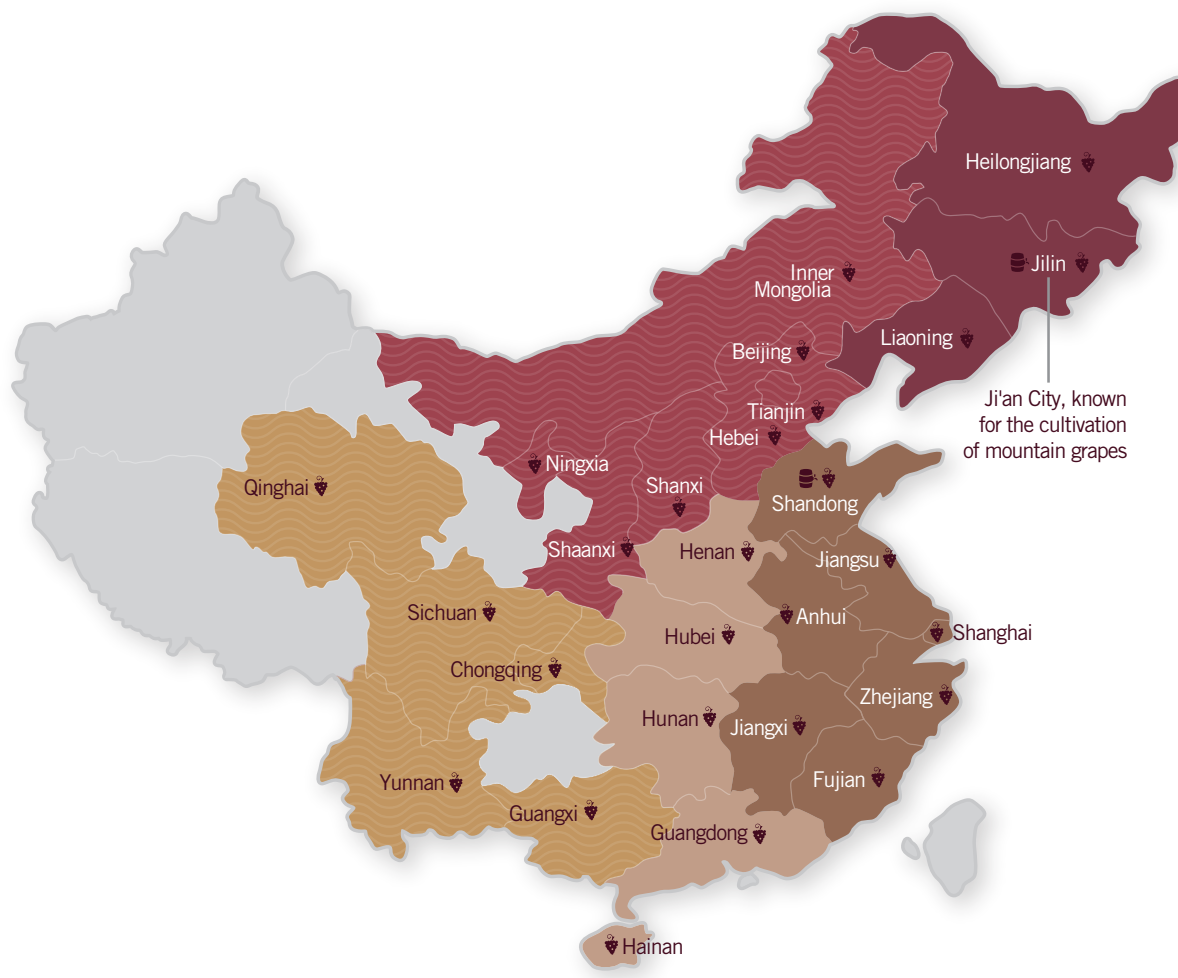 Heilongjiang
Jilin
Inner
Mongolia
Liaoning
Beijing
Ji'an City, known
for the cultivation
of mountain grapes
Tianjin
Hebei
Ningxia
Qinghai
Shanxi
Shandong
Shaanxi
Henan
Jiangsu
Sichuan
Anhui
Hubei
Shanghai
Chongqing
Zhejiang
Hunan
Jiangxi
Yunnan
Fujian
Guangxi
Guangdong
Hainan